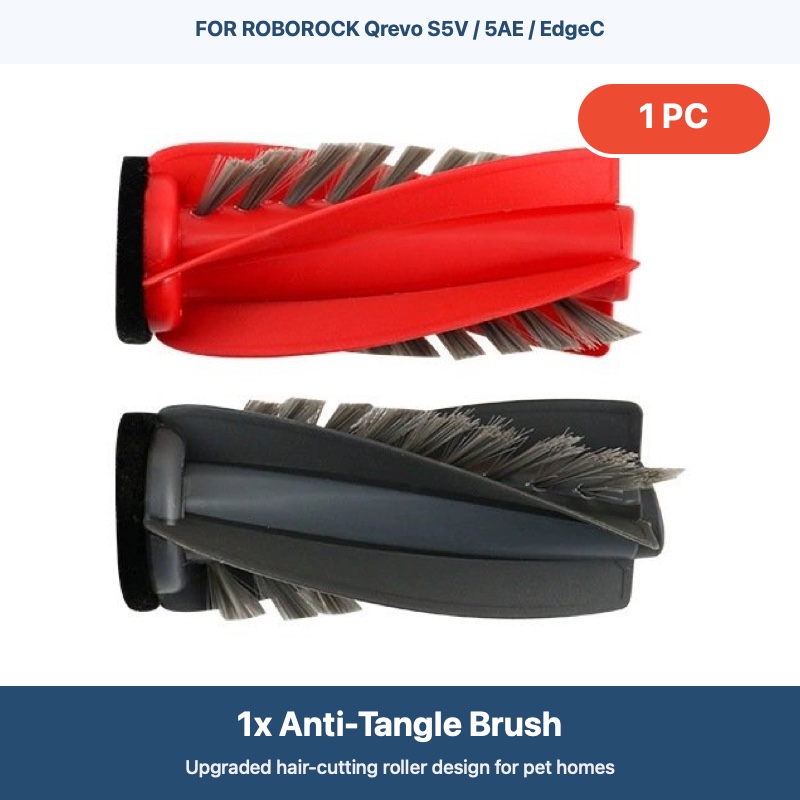 FOR ROBOROCK Qrevo S5V / 5AE / EdgeC
1 PC
1x Anti-Tangle Brush
Upgraded hair-cutting roller design for pet homes